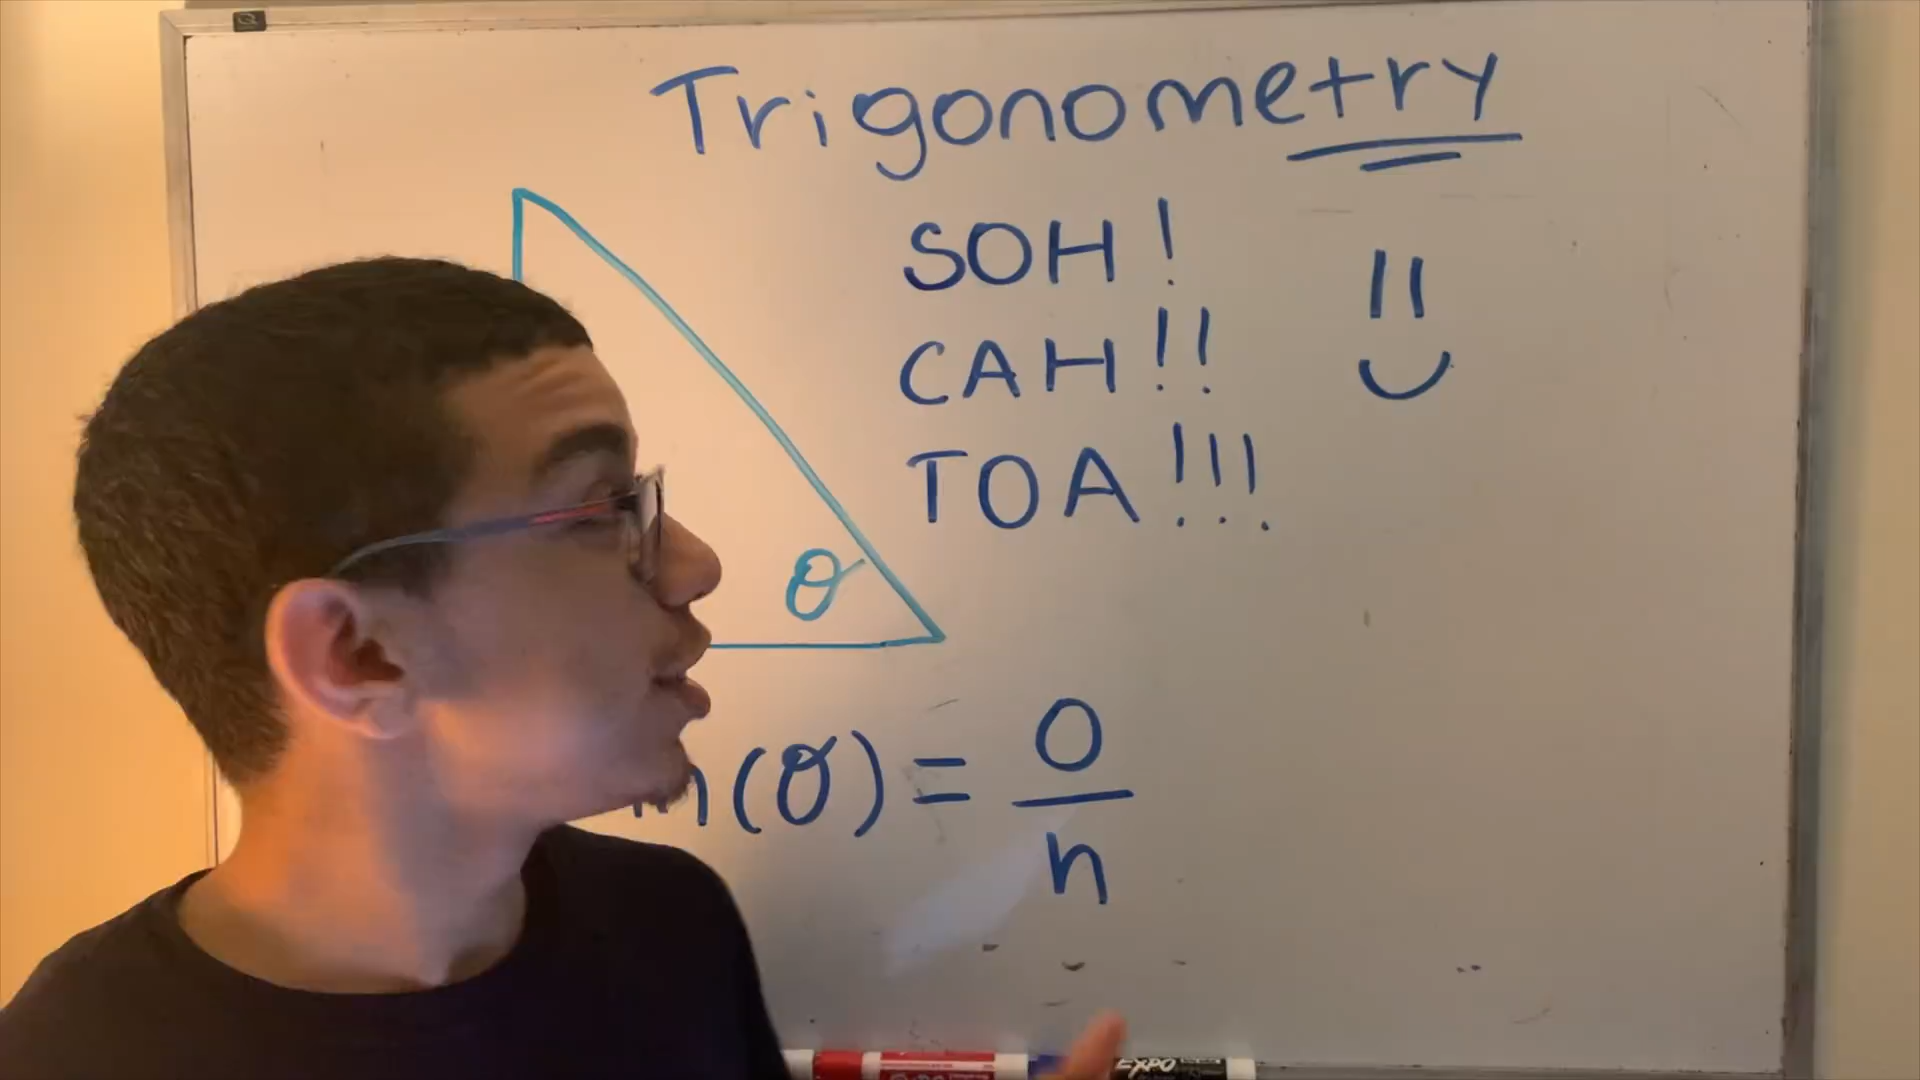 Trigonometry
SOH!
CAH!!
TOA!!!
θ
n(θ) = O
h
EXPO